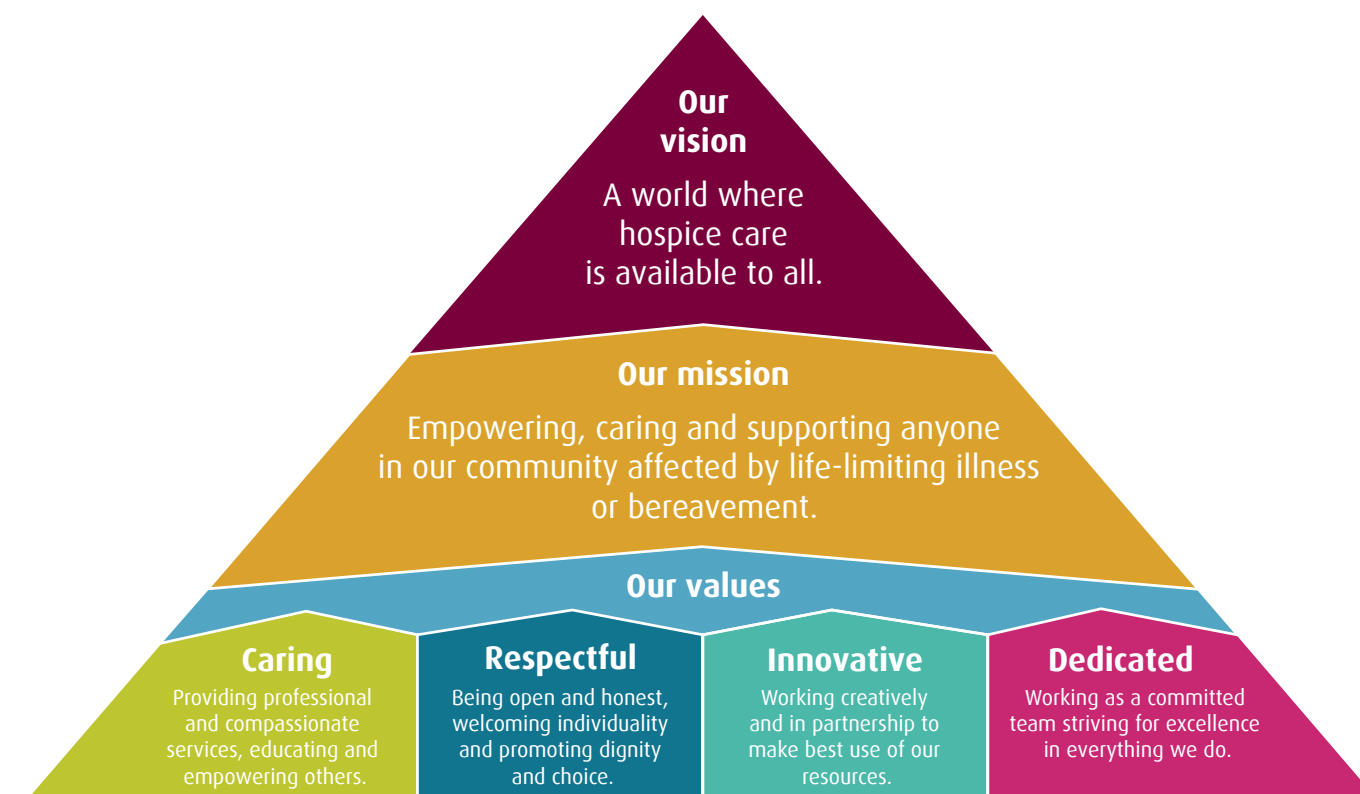 Our
vision
A world where
hospice care
is available to all.
Our mission
Empowering, caring and supporting anyone
in our community affected by life-limiting illness
or bereavement.
Our values
Caring
Providing professional
and compassionate
services, educating and
empowering others.
Respectful
Being open and honest,
welcoming individuality
and promoting dignity
and choice.
Innovative
Working creatively
and in partnership to
make best use of our
resources.
Dedicated
Working as a committed
team striving for excellence
in everything we do.